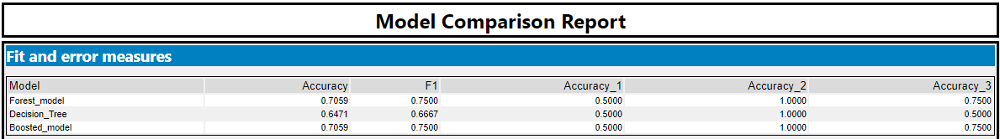 Model Comparison Report
Fit and error measures
Model Accuracy F1 Accuracy_1 Accuracy_2 Accuracy_3
Forest_model 0.7059 0.7500 0.5000 1.0000 0.7500
Decision_Tree 0.6471 0.6667 0.5000 1.0000 0.5000
Boosted_model 0.7059 0.7500 0.5000 1.0000 0.7500